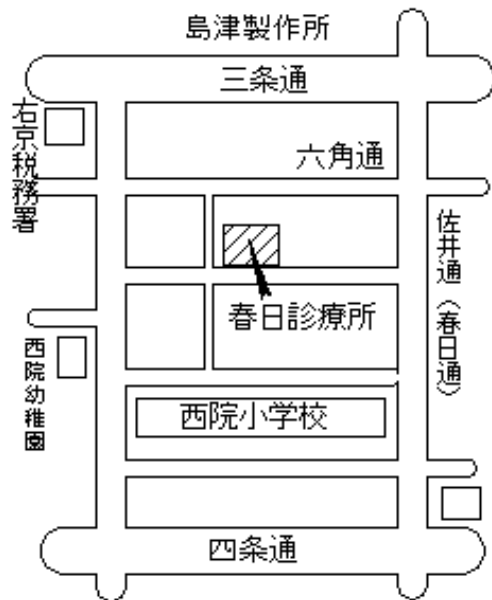 島津製作所
三条通
右京税務署
六角通
佐井通(春日通)
春日診療所
西院幼稚園
西院小学校
四条通